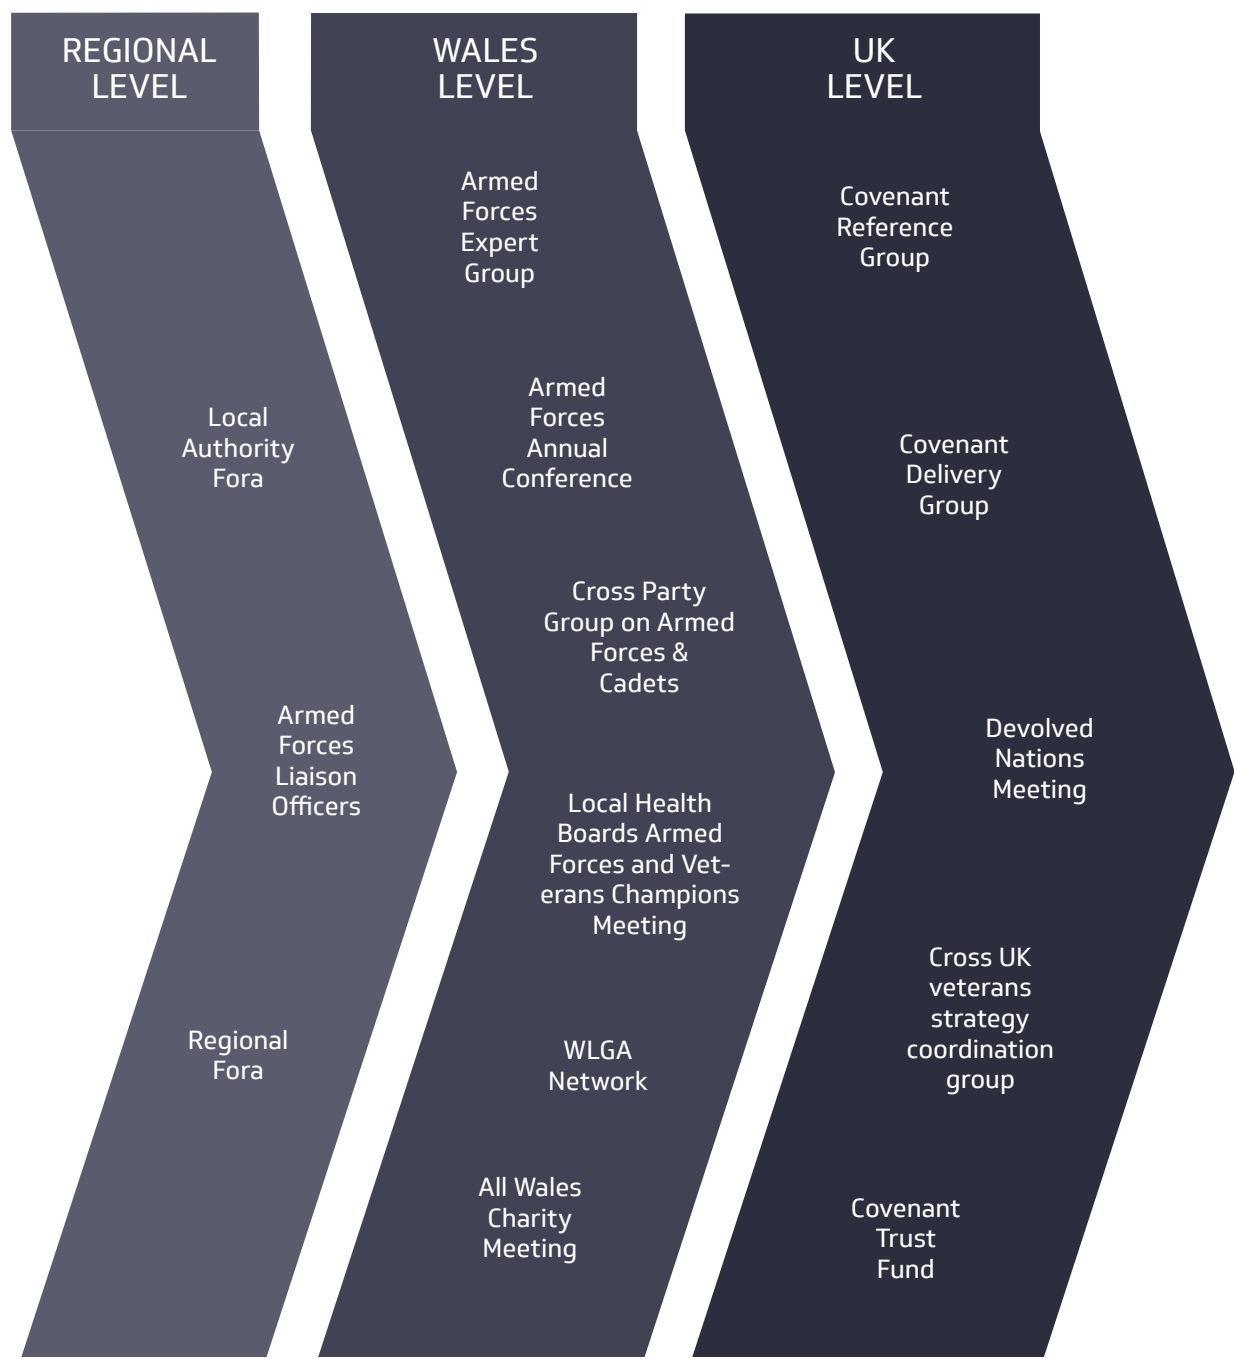 REGIONAL
LEVEL
Local
Authority
Fora
Armed
Forces
Liaison
Officers
Regional
Fora
WALES
LEVEL
Armed
Forces
Expert
Group
Armed
Forces
Annual
Conference
Cross Party
Group on Armed
Forces &
Cadets
Local Health
Boards Armed
Forces and Vet-
erans Champions
Meeting
WLGA
Network
All Wales
Charity
Meeting
UK
LEVEL
Covenant
Reference
Group
Covenant
Delivery
Group
Devolved
Nations
Meeting
Cross UK
veterans
strategy
coordination
group
Covenant
Trust
Fund